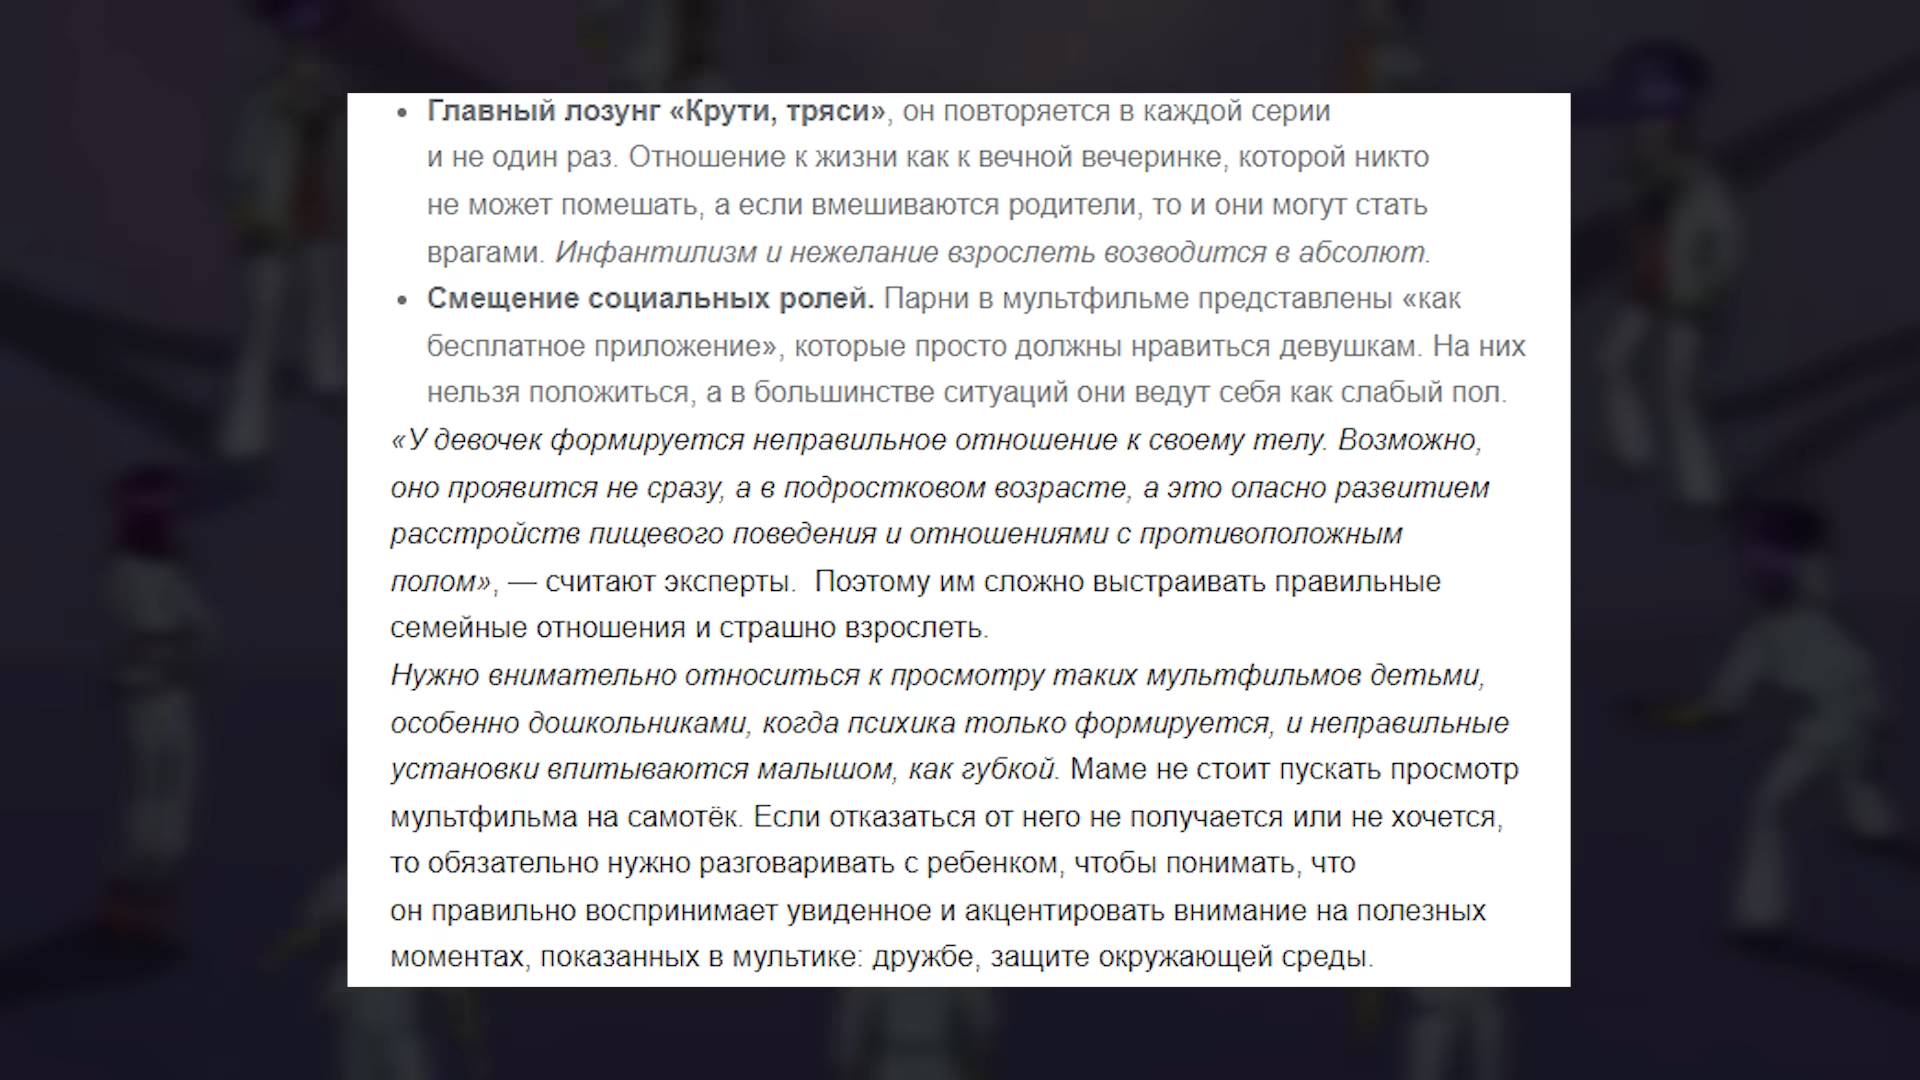 • Главный лозунг «Крути, тряси», он повторяется в каждой серии
и не один раз. Отношение к жизни как к вечной вечеринке, которой никто
не может помешать, а если вмешиваются родители, то и они могут стать
врагами. Инфантилизм и нежелание взрослеть возводится в абсолют.
• Смещение социальных ролей. Парни в мультфильме представлены «как
бесплатное приложение», которые просто должны нравиться девушкам. На них
нельзя положиться, а в большинстве ситуаций они ведут себя как слабый пол.
«У девочек формируется неправильное отношение к своему телу. Возможно,
оно проявится не сразу, а в подростковом возрасте, а это опасно развитием
расстройств пищевого поведения и отношениями с противоположным
полом», — считают эксперты.  Поэтому им сложно выстраивать правильные
семейные отношения и страшно взрослеть.
Нужно внимательно относиться к просмотру таких мультфильмов детьми,
особенно дошкольниками, когда психика только формируется, и неправильные
установки впитываются малышом, как губкой. Маме не стоит пускать просмотр
мультфильма на самотёк. Если отказаться от него не получается или не хочется,
то обязательно нужно разговаривать с ребенком, чтобы понимать, что
он правильно воспринимает увиденное и акцентировать внимание на полезных
моментах, показанных в мультике: дружбе, защите окружающей среды.